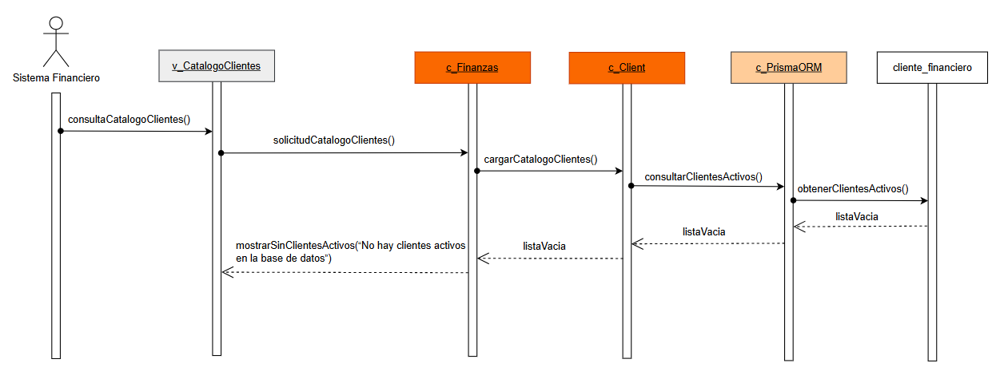 Sistema Financiero
v_CatalogoClientes
c_Finanzas
c_Client
c_PrismaORM
cliente_financiero
consultaCatalogoClientes()
solicitudCatalogoClientes()
cargarCatalogoClientes()
consultarClientesActivos()
obtenerClientesActivos()
listaVacia
listaVacia
listaVacia
mostrarSinClientesActivos(“No hay clientes activos
en la base de datos”)